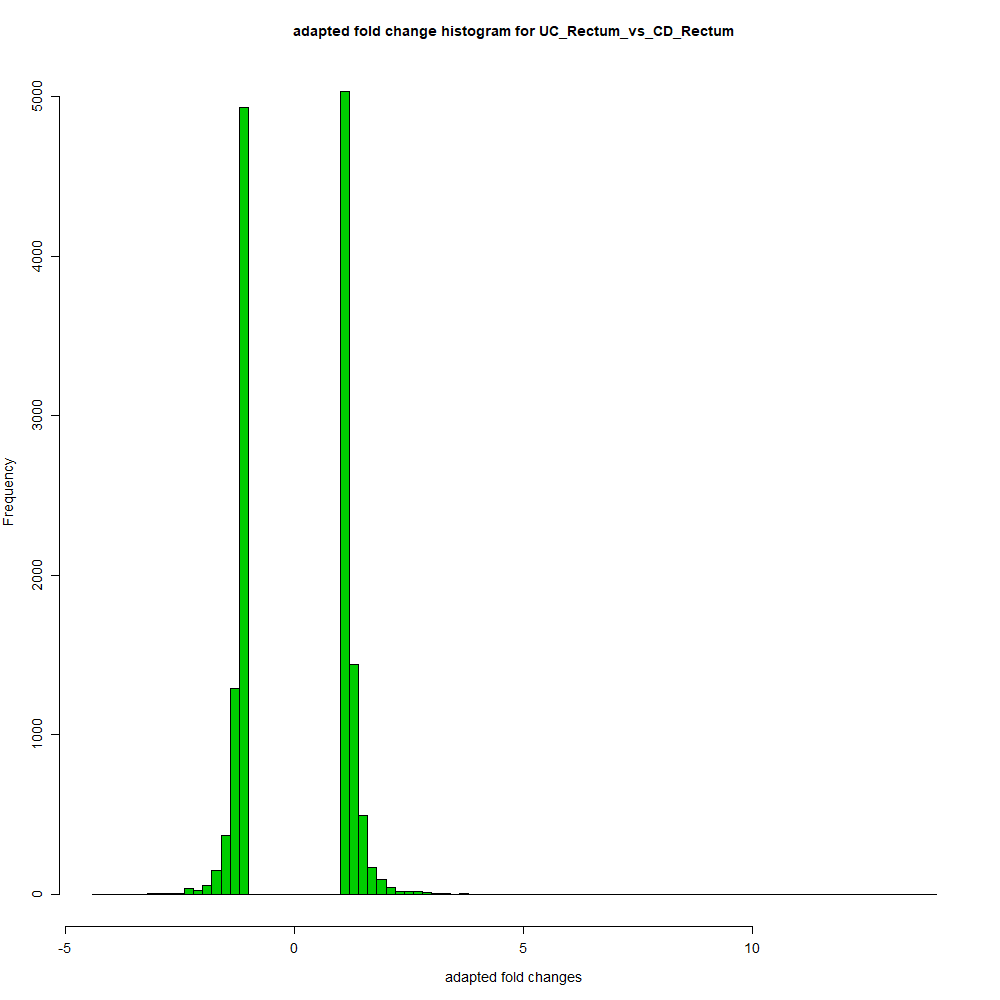 adapted fold change histogram for UC_Rectum_vs_CD_Rectum
5000
4000
3000
2000
1000
0
Frequency
-5 0 5 10
adapted fold changes